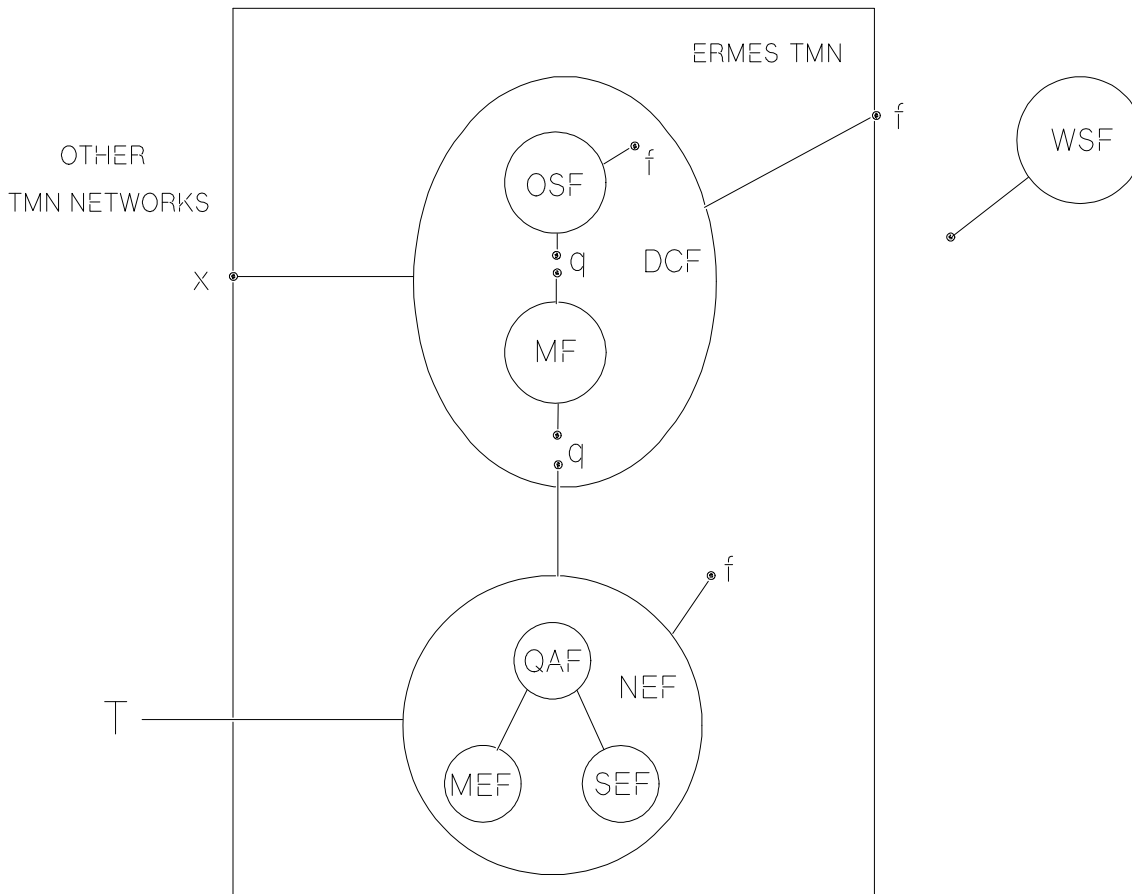 ERMES TMN
f
WSF
OTHER
TMN NETWORKS
f
OSF
q
DCF
x
MF
q
f
QAF
NEF
T
MEF
SEF